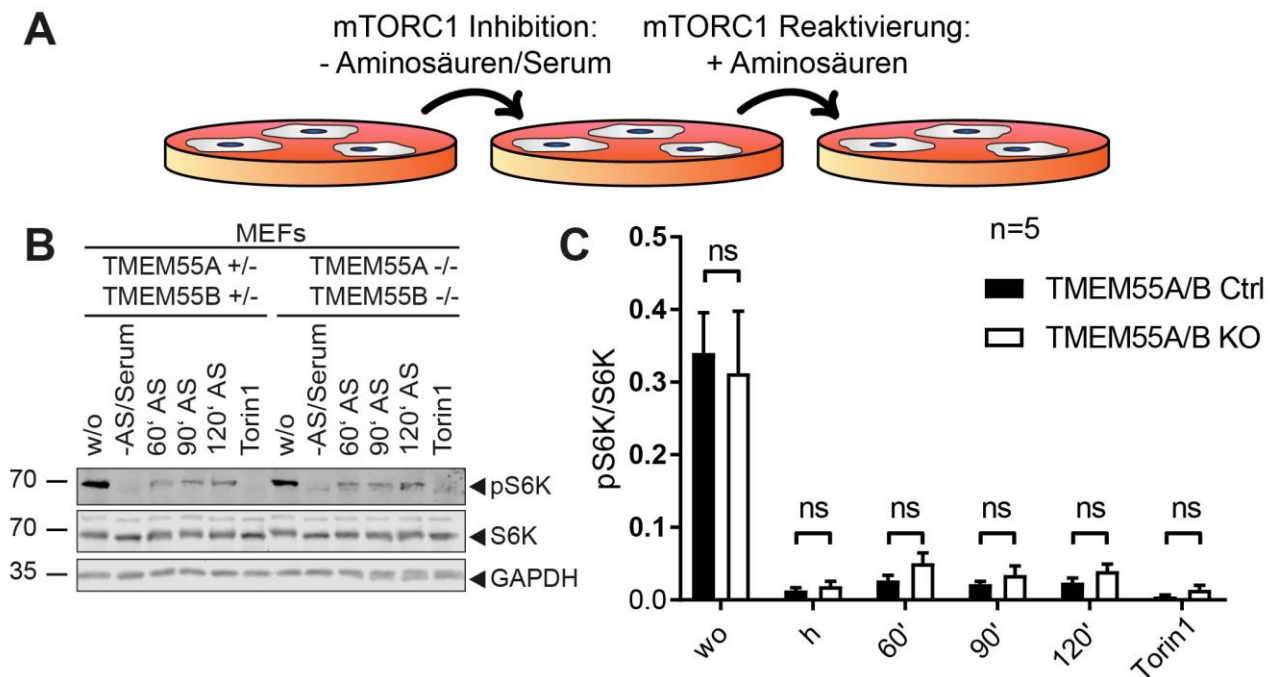 A
mTORC1 Inhibition:
- Aminosäuren/Serum
mTORC1 Reaktivierung:
+ Aminosäuren
B
MEFs
TMEM55A +/-
TMEM55B +/-
TMEM55A -/-
TMEM55B -/-
w/o
-AS/Serum
60‘ AS
90‘ AS
120‘ AS
Torin1
w/o
-AS/Serum
60‘ AS
90‘ AS
120‘ AS
Torin1
70
pS6K
70
S6K
35
GAPDH
C
n=5
TMEM55A/B Ctrl
TMEM55A/B KO
pS6K/S6K
0.5
0.4
0.3
0.2
0.1
0.0
ns
ns
ns
ns
ns
ns
wo
h
60'
90'
120'
Torin1